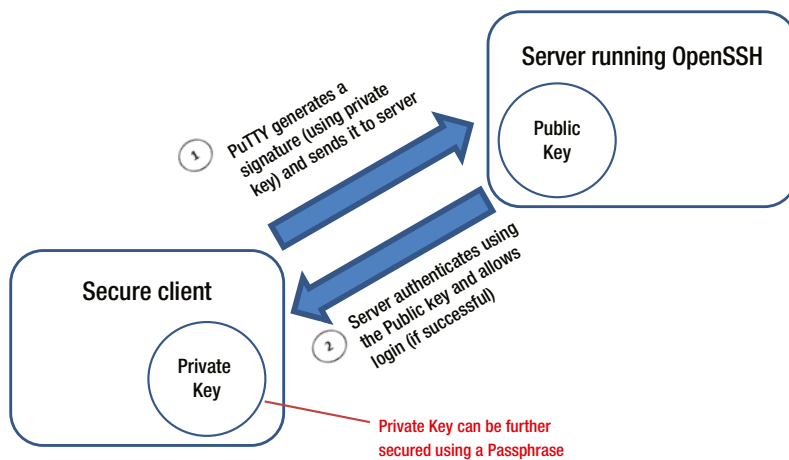 Server running OpenSSH
Public
Key
1
PuTTY generates a
signature (using private
key) and sends it to server
Secure client
Private
Key
2
Server authenticates using
the Public key and allows
login (if successful)
Private Key can be further
secured using a Passphrase